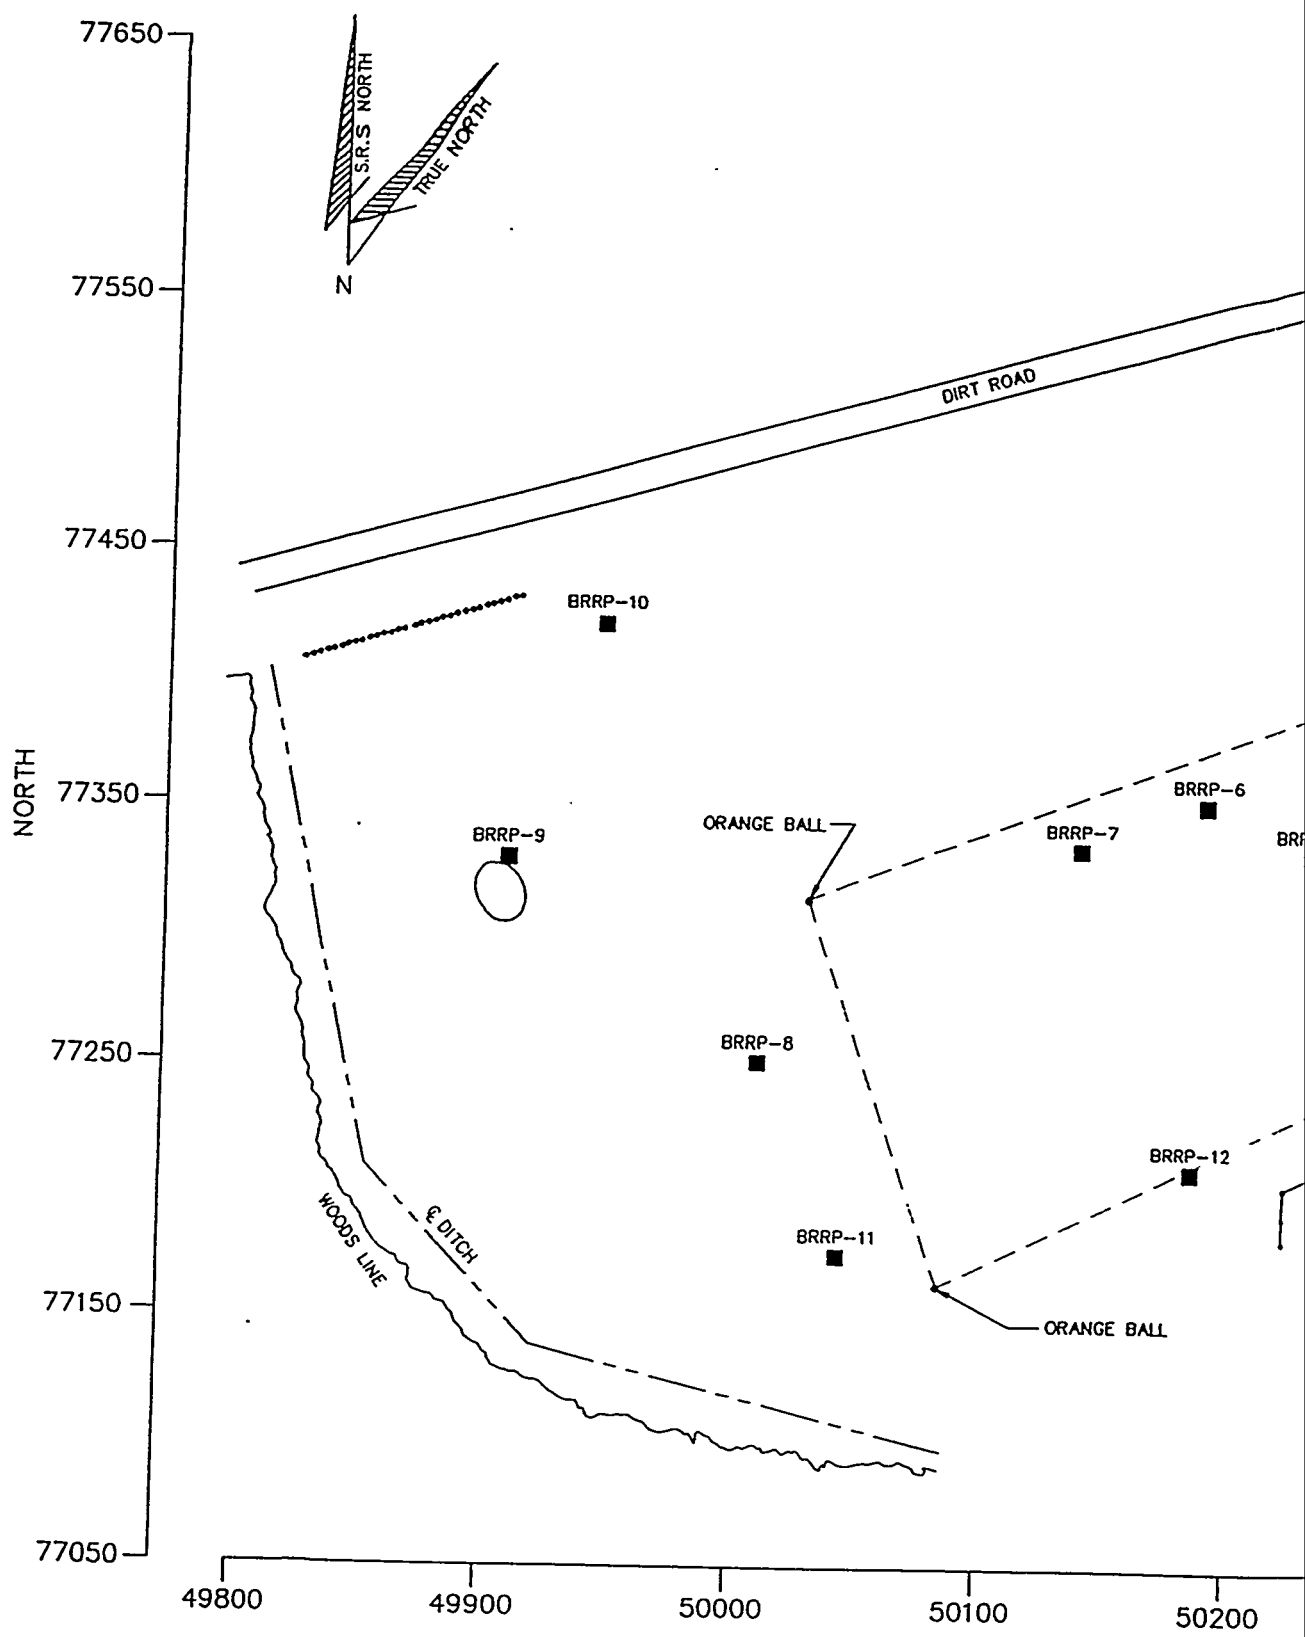 77650
S.R.S NORTH
TRUE NORTH
N
77550
DIRT ROAD
77450
BRRP-10
NORTH
77350
BRRP-6
ORANGE BALL
BRRP-7
BRRP-9
77250
BRRP-8
BRRP-12
WOODS LINE
℄ DITCH
BRRP-11
77150
ORANGE BALL
77050
49800
49900
50000
50100
50200